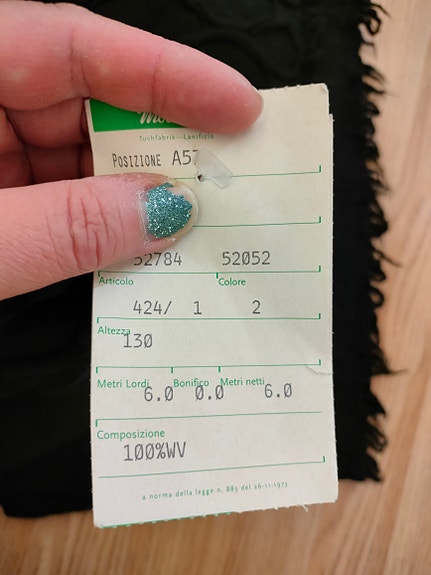 Tuchfabrik—Lanificio
POSIZIONE
52784 52052
Articolo Colore
424/ 1 2
Altezza
130
Metri Lordi Bonifico Metri netti
6.0 0.0 6.0
Composizione
100%WV
a norma della legge n. 883 del 26-11-1973